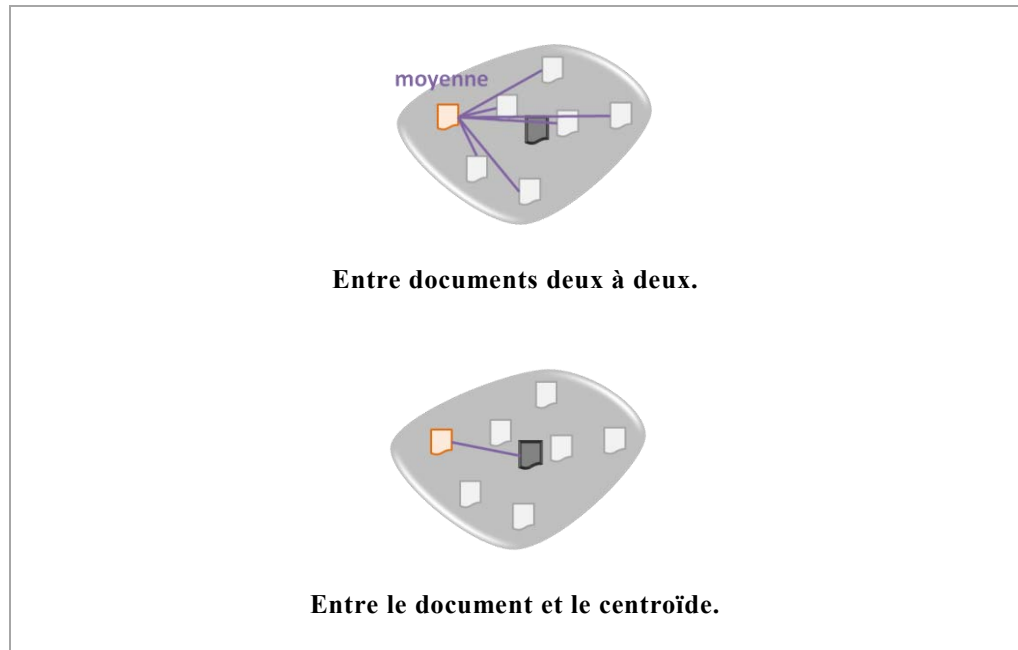 moyenne
Entre documents deux à deux.
Entre le document et le centroïde.